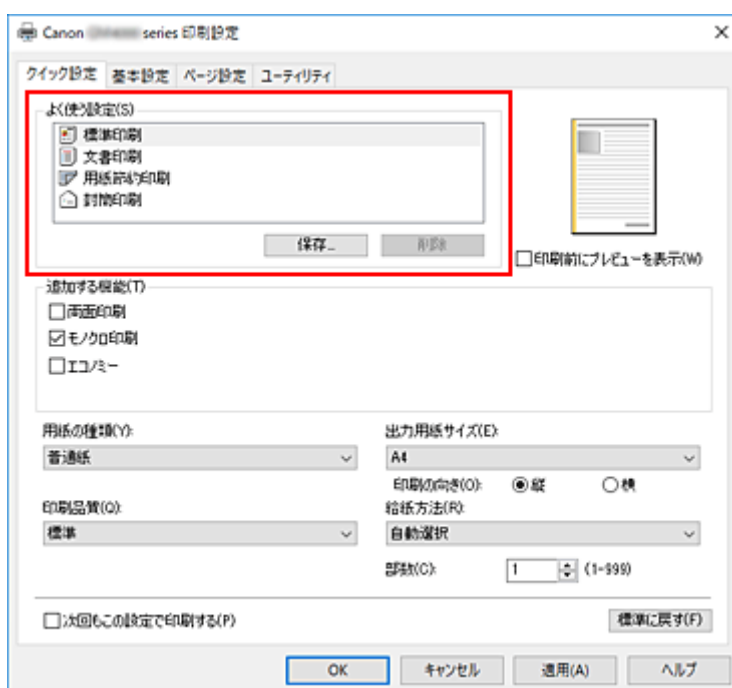 Canon series 印刷設定
クイック設定 基本設定 ページ設定 ユーティリティ
よく使う設定(S)
標準印刷
文書印刷
用紙節約印刷
封筒印刷
保存...
削除
印刷前にプレビューを表示(W)
追加する機能(T)
両面印刷
モノクロ印刷
エコノミー
用紙の種類(Y):
普通紙
出力用紙サイズ(E):
A4
印刷の向き(O): 縦 横
印刷品質(Q):
標準
給紙方法(R):
自動選択
部数(C): 1 (1-999)
次回もこの設定で印刷する(P)
標準に戻す(F)
OK キャンセル 適用(A) ヘルプ